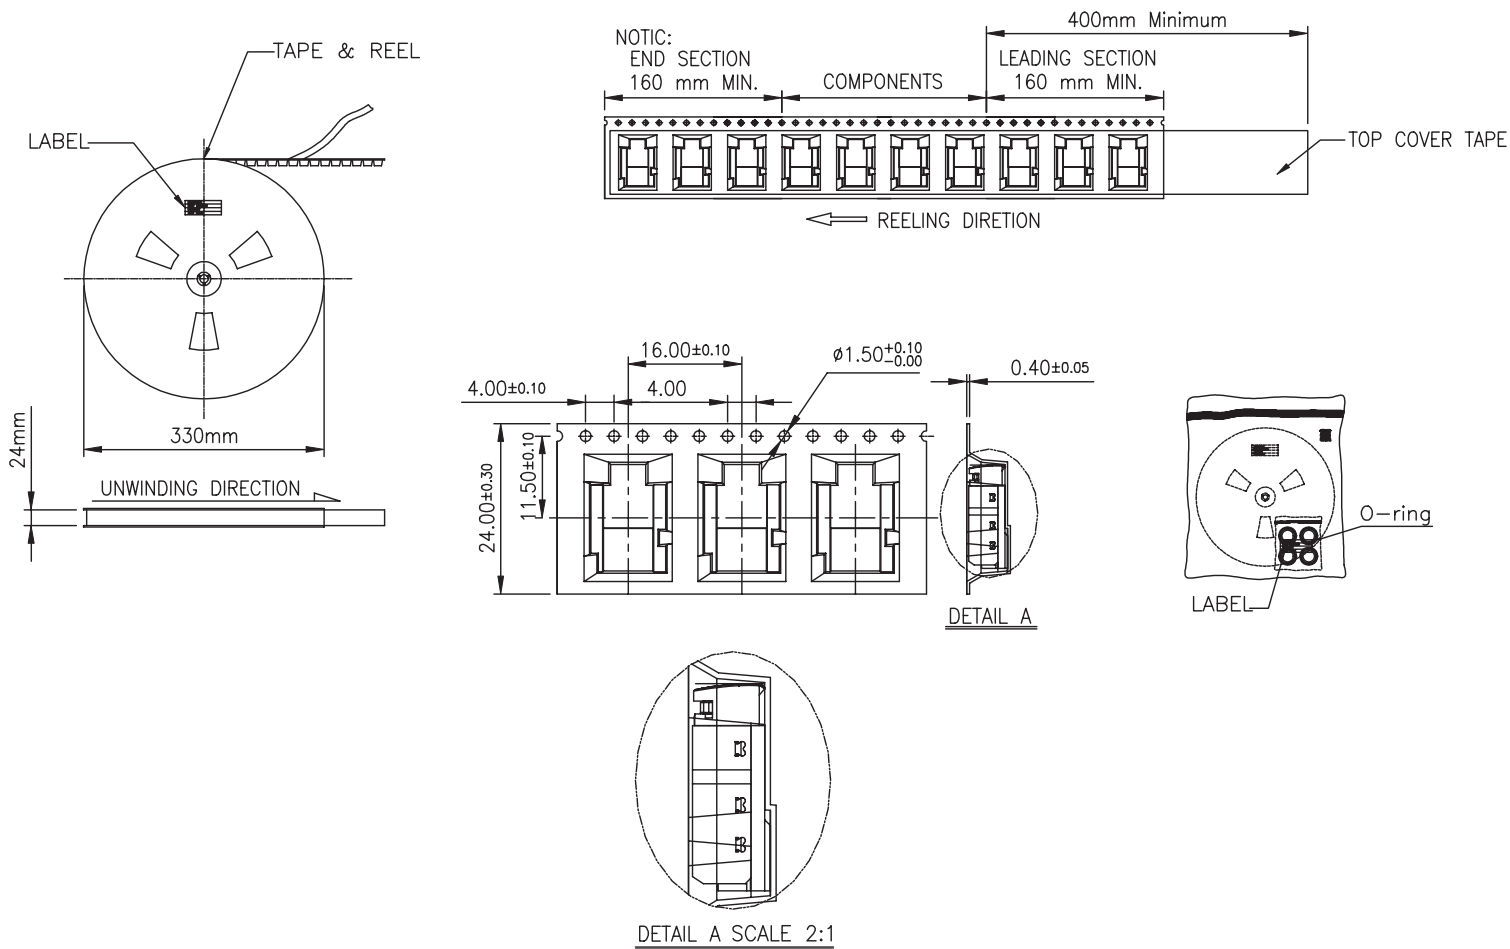 TAPE & REEL
LABEL
330mm
24mm
UNWINDING DIRECTION
NOTIC:
END SECTION
160 mm MIN.
COMPONENTS
400mm Minimum
LEADING SECTION
160 mm MIN.
TOP COVER TAPE
REELING DIRETION
16.00±0.10
4.00±0.10
4.00
ø1.50+0.10
-0.00
0.40±0.05
24.00±0.30
11.50±0.10
DETAIL A
O-ring
LABEL
DETAIL A SCALE 2:1